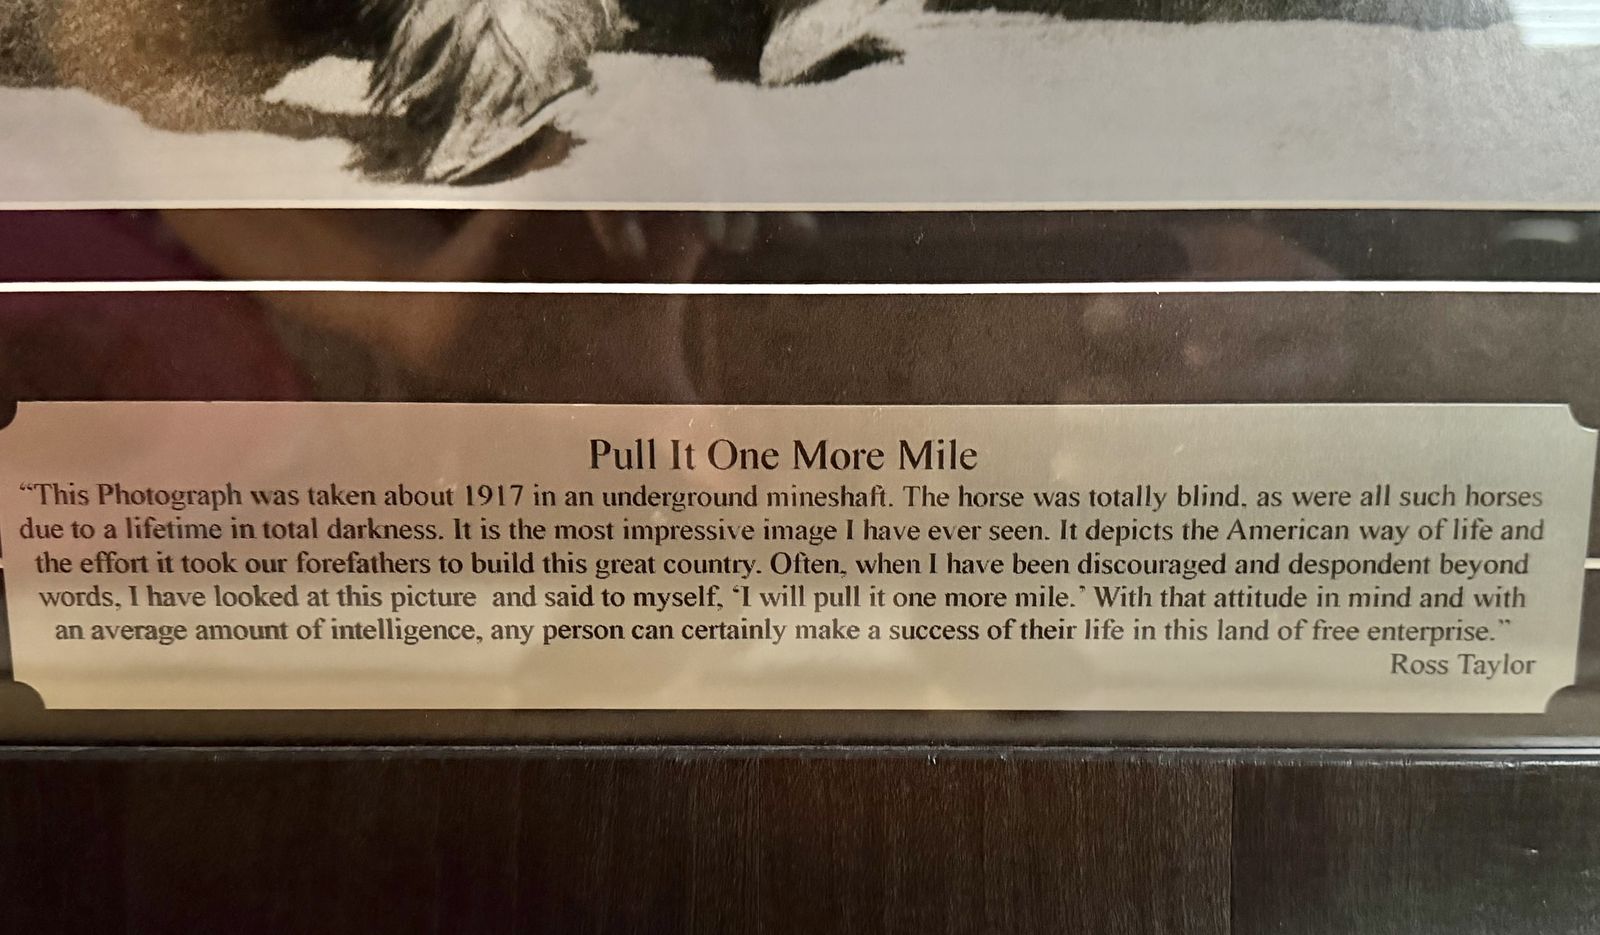 Pull It One More Mile
“This Photograph was taken about 1917 in an underground mineshaft. The horse was totally blind, as were all such horses
due to a lifetime in total darkness. It is the most impressive image I have ever seen. It depicts the American way of life and
the effort it took our forefathers to build this great country. Often, when I have been discouraged and despondent beyond
words, I have looked at this picture and said to myself, ‘I will pull it one more mile.’ With that attitude in mind and with
an average amount of intelligence, any person can certainly make a success of their life in this land of free enterprise.”
Ross Taylor